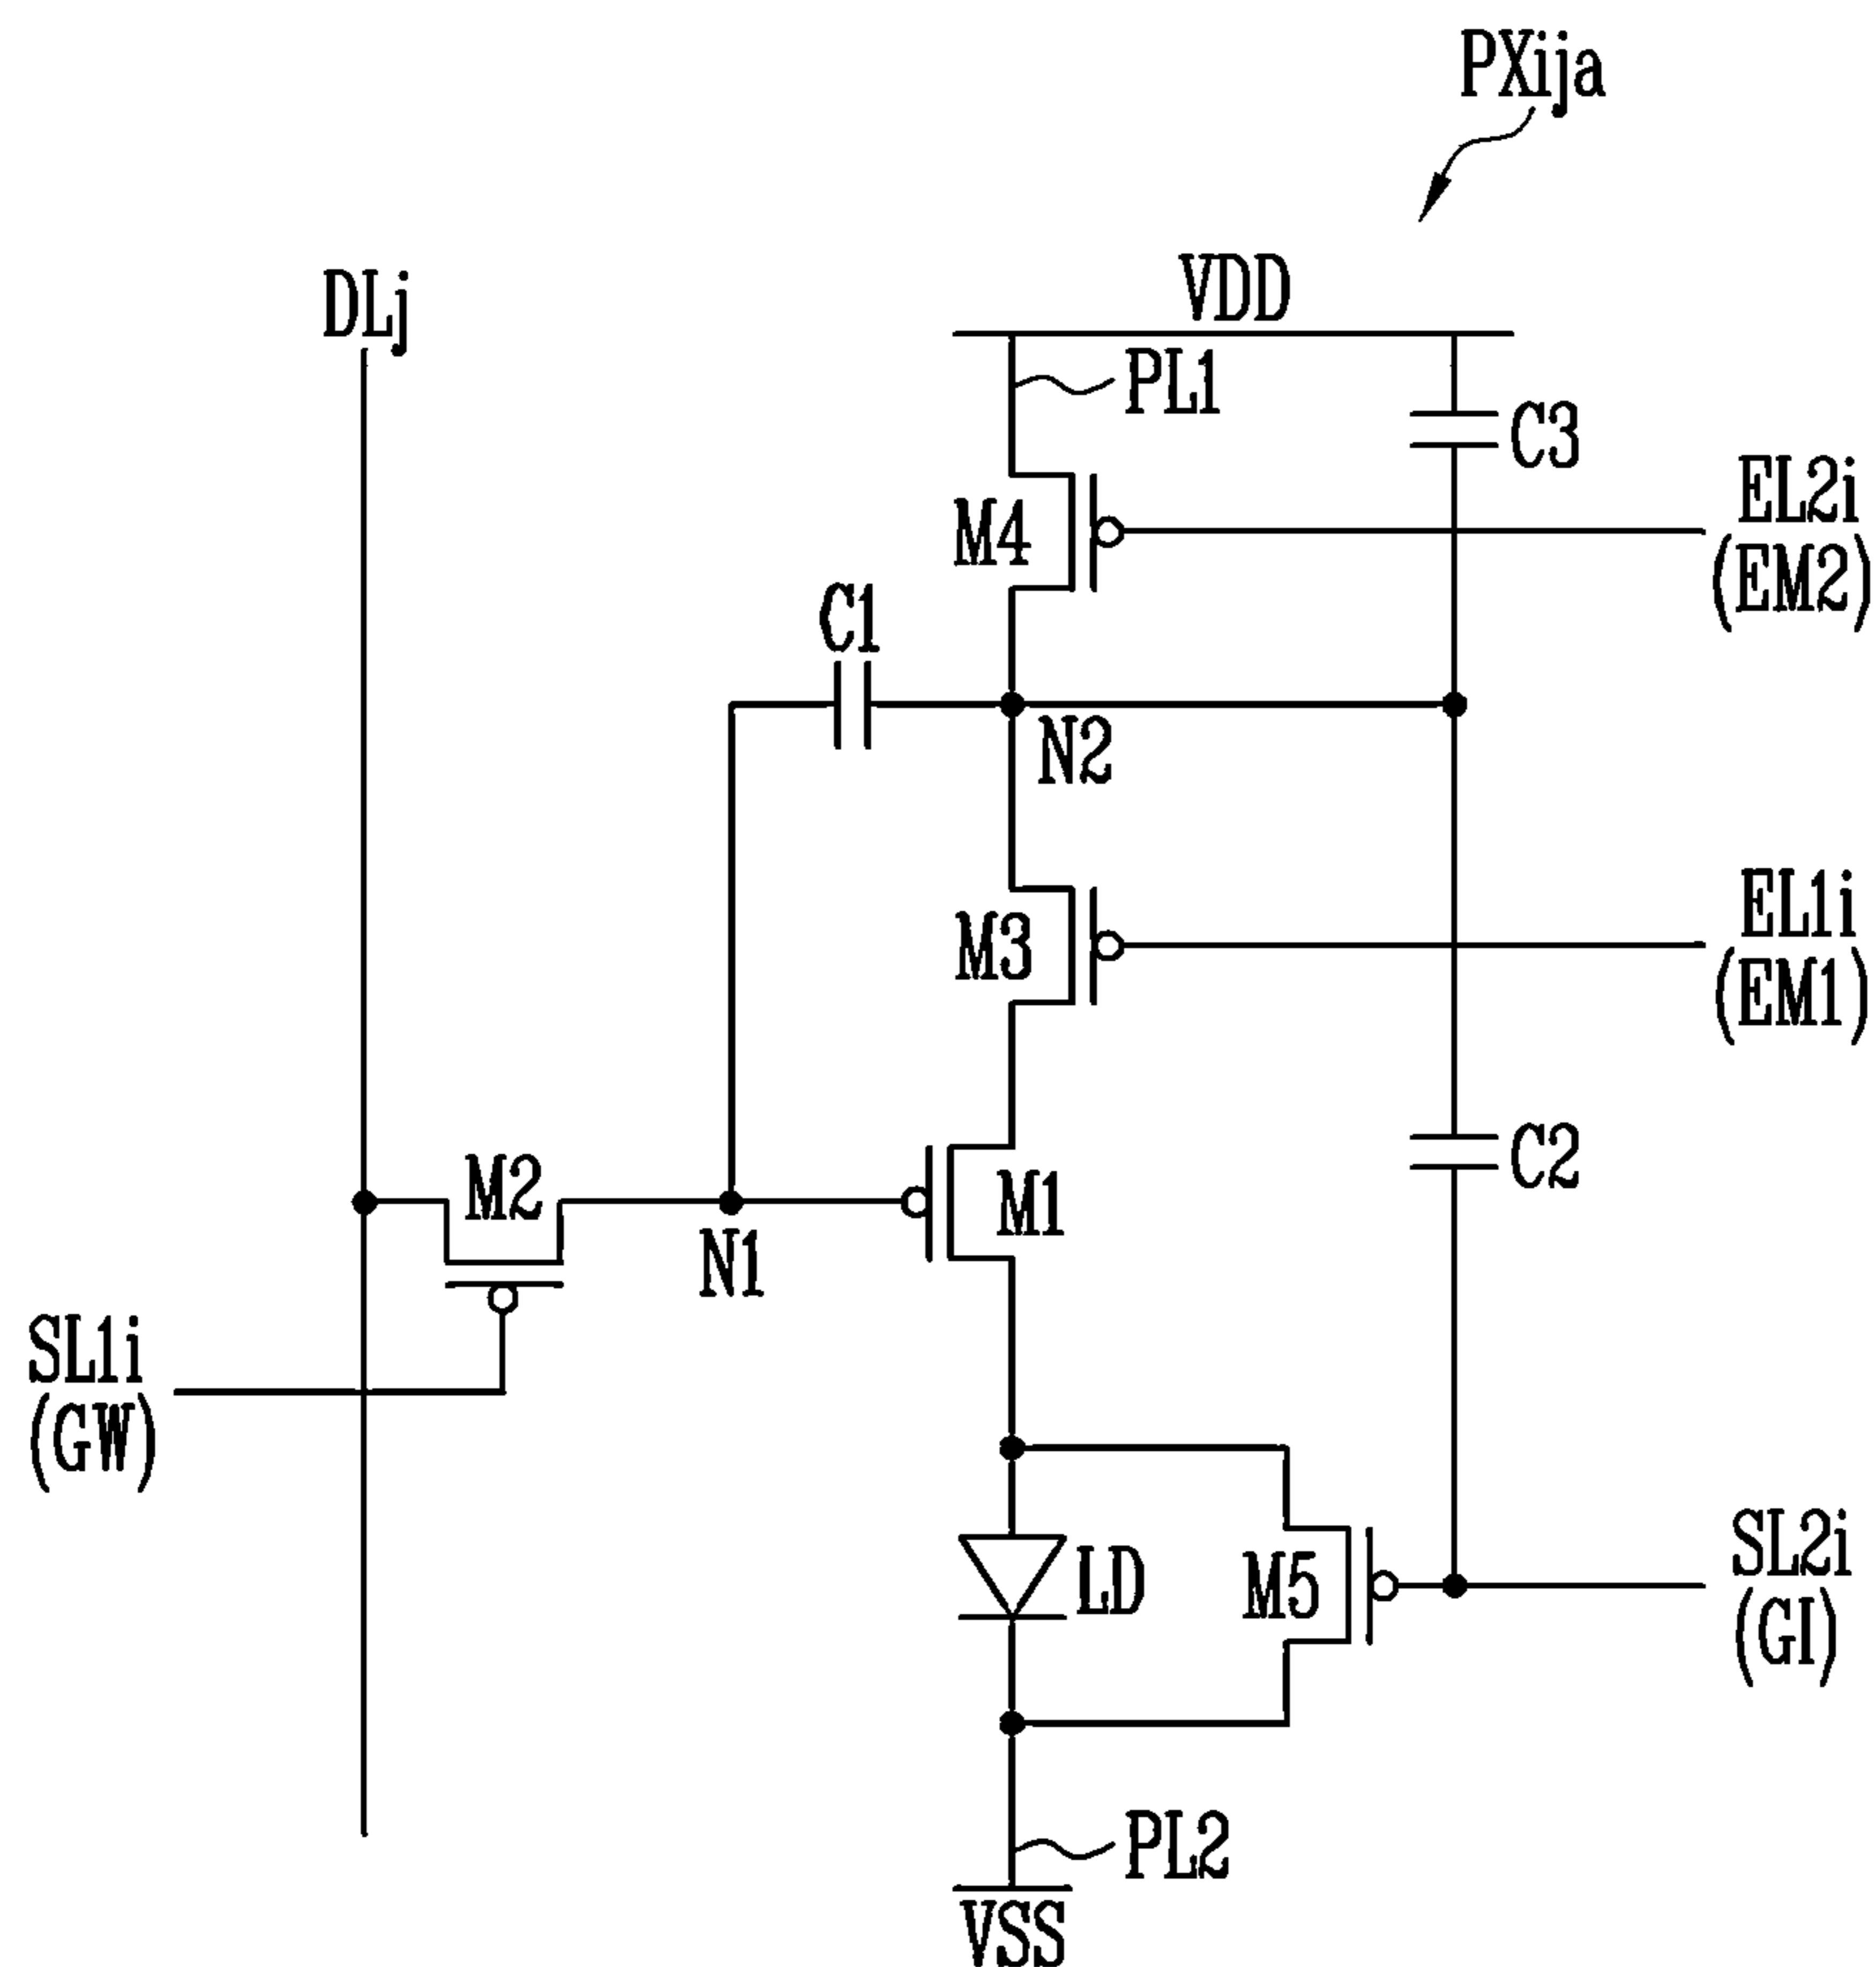 PXija
VDD
DLj
PL1
C3
EL2i
(EM2)
M4
C1
N2
EL1i
(EM1)
M3
C2
M2
M1
N1
SL1i
(GW)
LD
M5
SL2i
(GI)
PL2
VSS